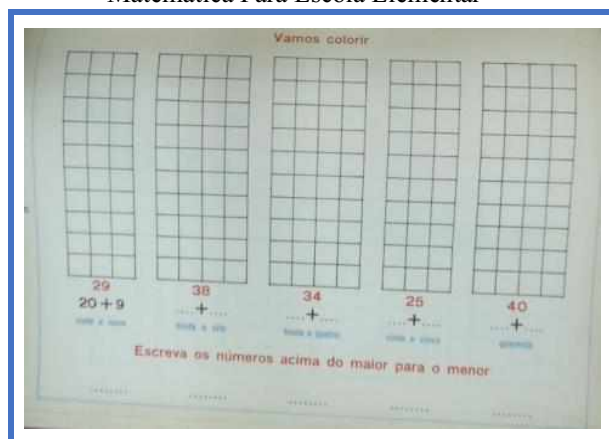 Matemática Para Escola Elementar
Vamos colorir
29 38 34 25 40
20+9 ....+.... ....+.... ....+.... ....+....
vinte e nove trinta e oito trinta e quatro vinte e cinco quarenta
Escreva os números acima do maior para o menor
........ ........ ........ ........ ........